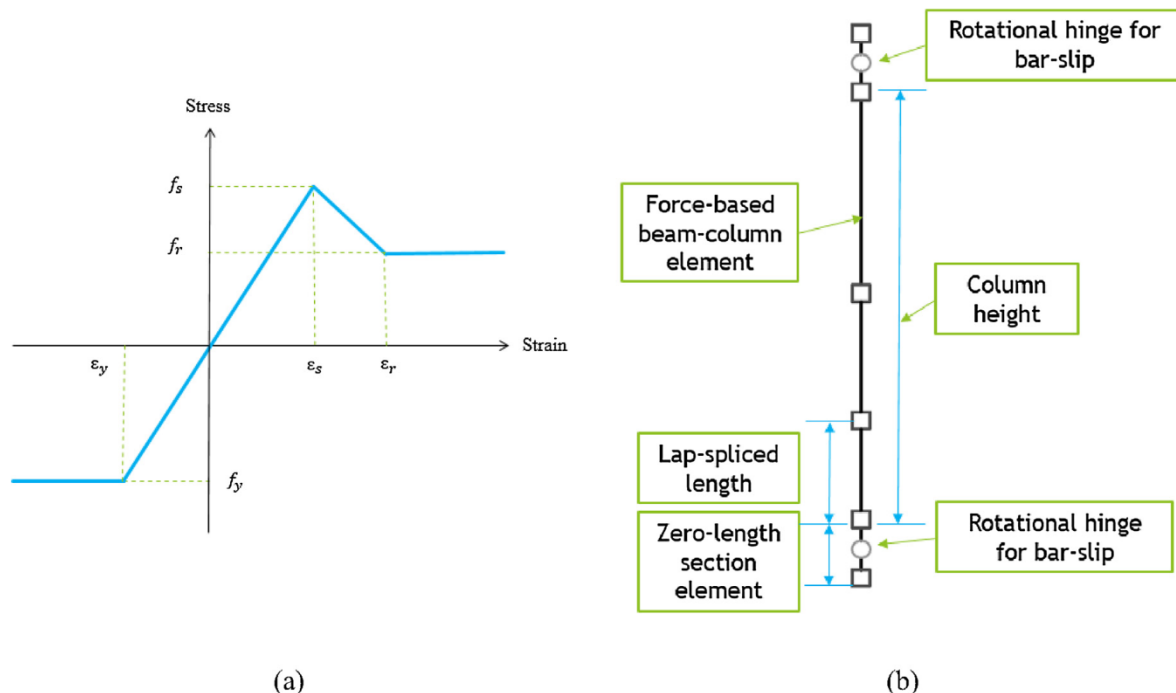 Stress
f_s
f_r
Strain
ε_y
ε_s
ε_r
f_y
(a)
Rotational hinge for
bar-slip
Force-based
beam-column
element
Column
height
Lap-spliced
length
Zero-length
section
element
Rotational hinge
for bar-slip
(b)